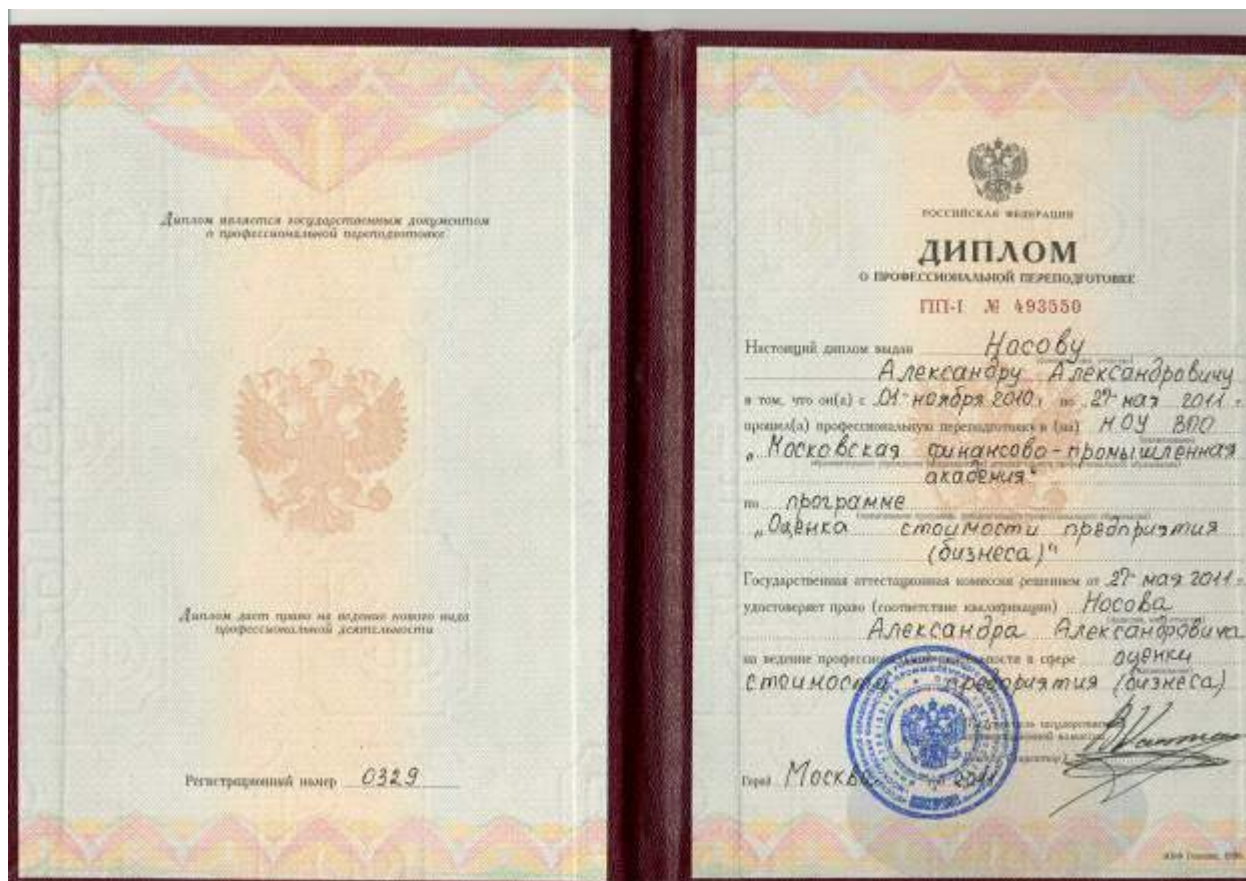 Диплом является государственным документом
о профессиональной переподготовке
Диплом дает право на ведение нового вида
профессиональной деятельности
Регистрационный номер 0329
РОССИЙСКАЯ ФЕДЕРАЦИЯ
ДИПЛОМ
О ПРОФЕССИОНАЛЬНОЙ ПЕРЕПОДГОТОВКЕ
ПП-I № 493550
Настоящий диплом выдан Носову
Александру Александровичу
в том, что он(а) с 01 ноября 2010 г. по 27 мая 2011 г.
прошел(а) профессиональную переподготовку в (на) НОУ ВПО
„Московская финансово-промышленная
академия“
по программе
„Оценка стоимости предприятия
(бизнеса)“
Государственная аттестационная комиссия решением от 27 мая 2011 г.
удостоверяет право (соответствие квалификации) Носова
Александра Александровича
на ведение профессиональной деятельности в сфере оценки
стоимости предприятия (бизнеса)
Город Москва 2011